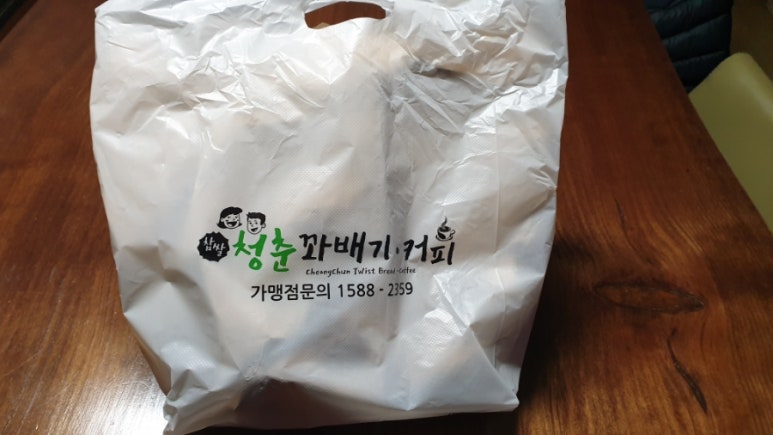 찹쌀 청춘 꽈배기·커피
CheongChun Twist Bread·Coffee
가맹점문의 1588 - 2359